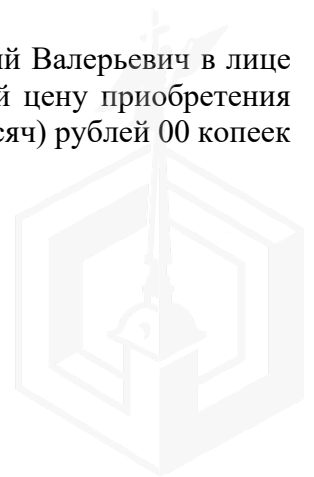 ий Валерьевич в лице
й цену приобретения
сяч) рублей 00 копеек